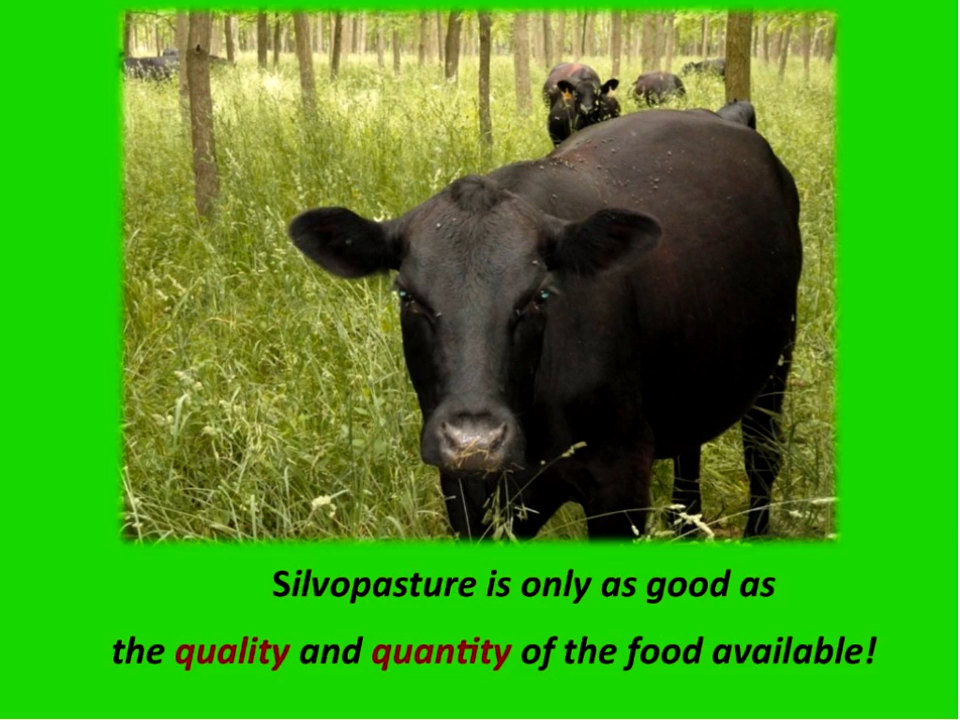 Silvopasture is only as good as
the quality and quantity of the food available!